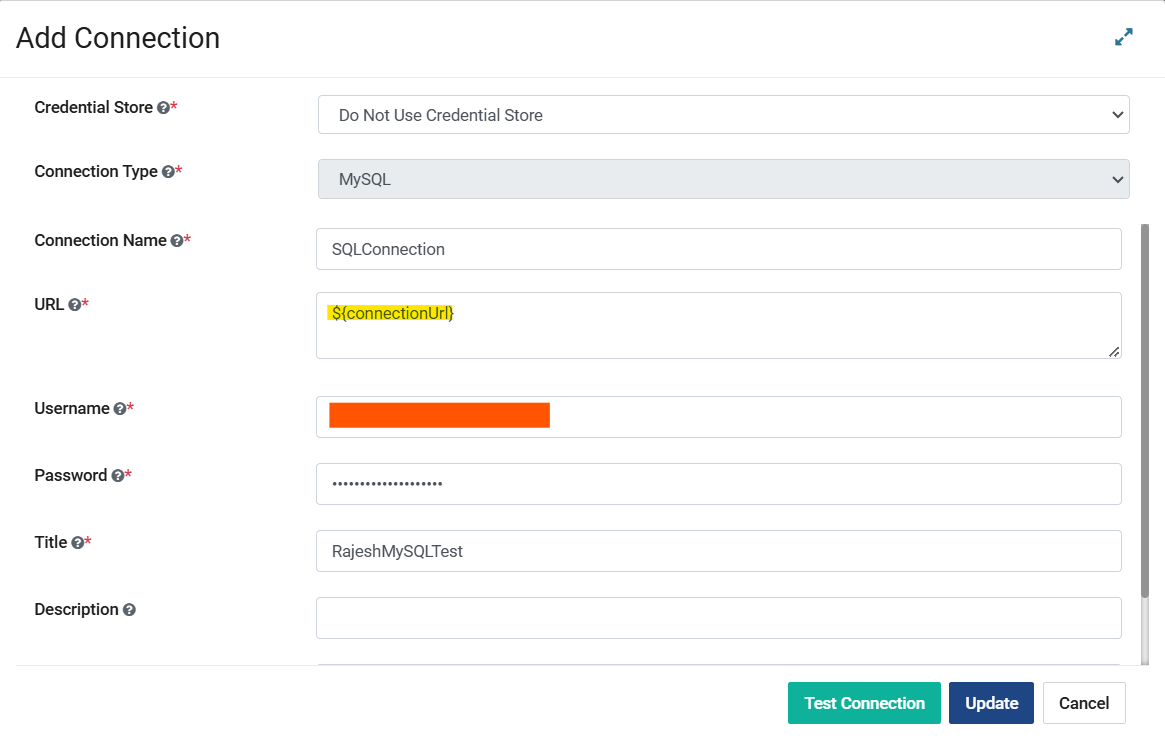 Add Connection
Credential Store *
Do Not Use Credential Store
Connection Type *
MySQL
Connection Name *
SQLConnection
URL *
${connectionUrl}
Username *
Password *
••••••••••••••••••••
Title *
RajeshMySQLTest
Description
Test Connection
Update
Cancel